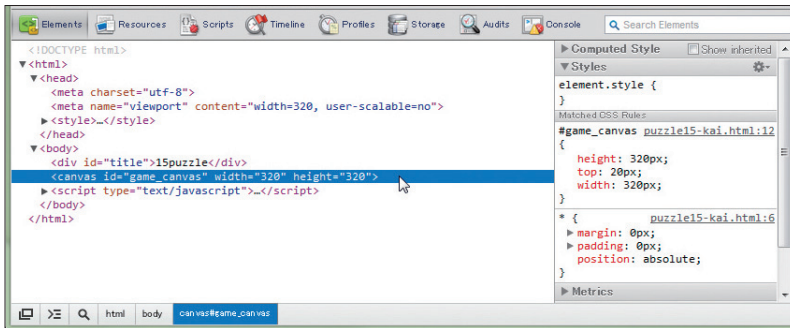 Elements Resources Scripts Timeline Profiles Storage Audits Console Search Elements
<!DOCTYPE html>
▼<html>
▼<head>
<meta charset="utf-8">
<meta name="viewport" content="width=320, user-scalable=no">
▶<style>…</style>
</head>
▼<body>
<div id="title">15puzzle</div>
<canvas id="game_canvas" width="320" height="320">
▶<script type="text/javascript">…</script>
</body>
</html>
▶ Computed Style Show inherited
▼ Styles
element.style {
}
Matched CSS Rules
#game_canvas puzzle15-kai.html:12
{
height: 320px;
top: 20px;
width: 320px;
}
* { puzzle15-kai.html:6
▶ margin: 0px;
▶ padding: 0px;
position: absolute;
}
▶ Metrics
html body canvas#game_canvas